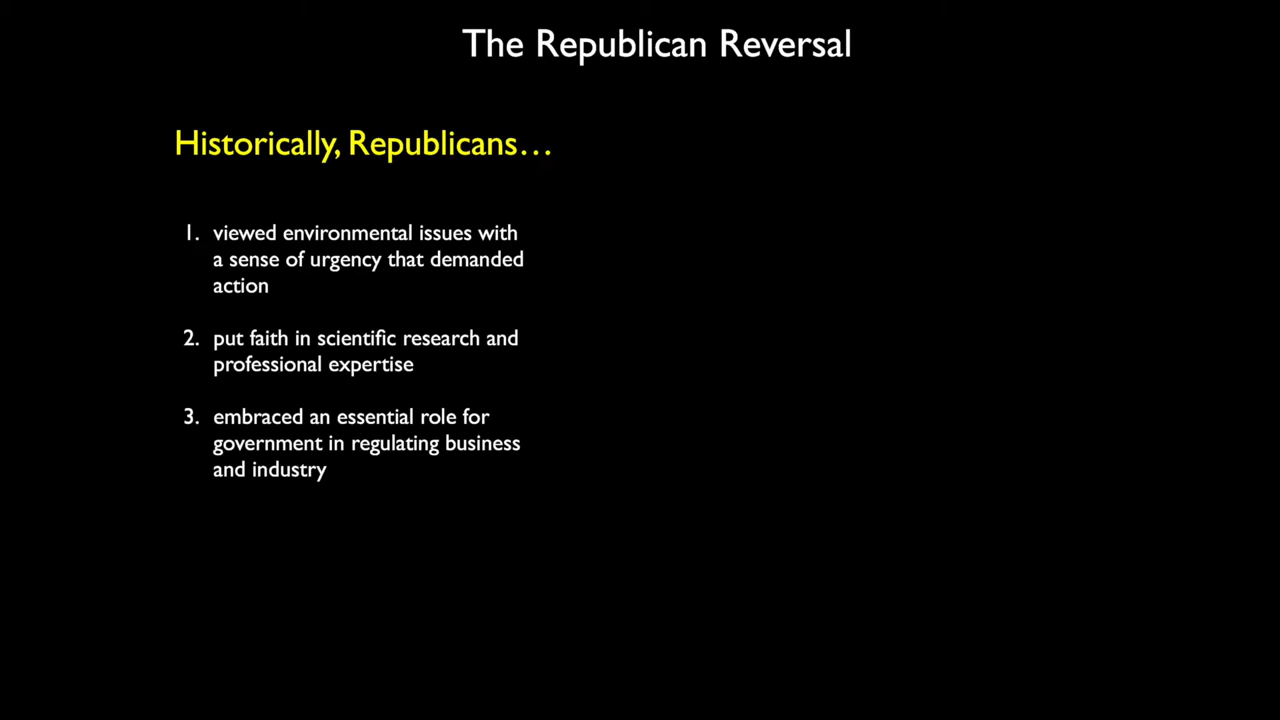 The Republican Reversal
Historically, Republicans…
1. viewed environmental issues with
a sense of urgency that demanded
action
2. put faith in scientific research and
professional expertise
3. embraced an essential role for
government in regulating business
and industry